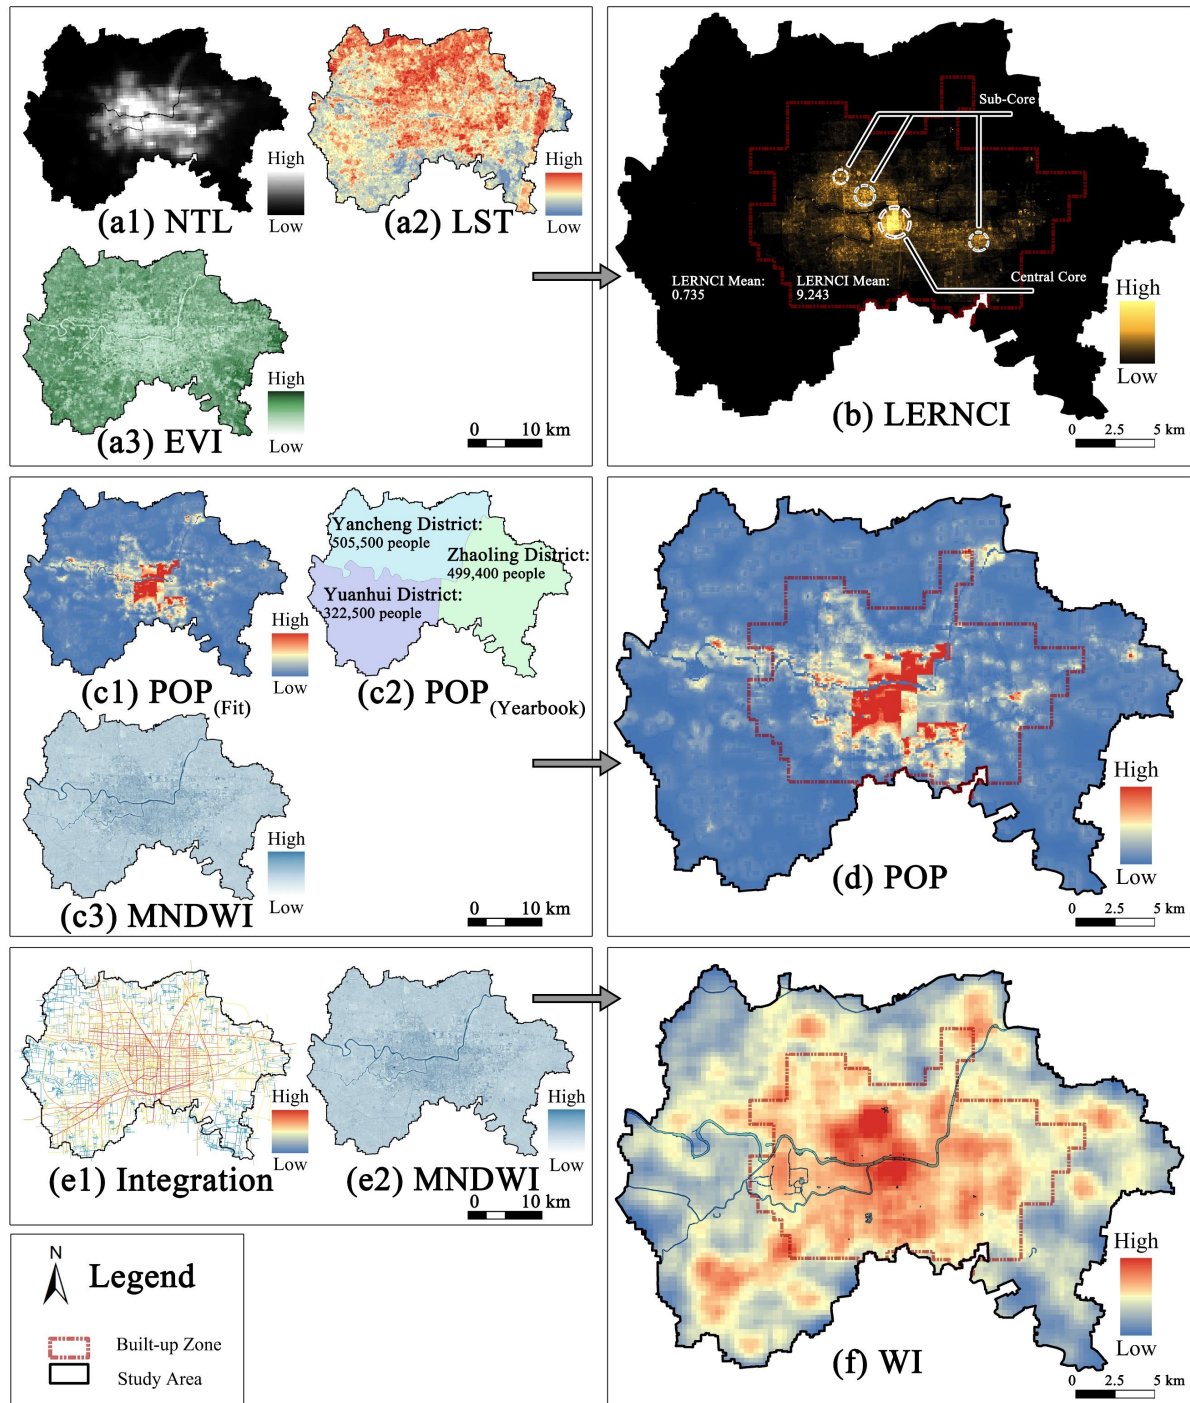 High
Low
(a1) NTL
High
Low
(a2) LST
High
Low
(a3) EVI
0 10 km
Sub-Core
LERNCI Mean:
0.735
LERNCI Mean:
9.243
Central Core
High
Low
(b) LERNCI
0 2.5 5 km
High
Low
(c1) POP (Fit)
Yancheng District:
505,500 people
Zhaoling District:
499,400 people
Yuanhui District:
322,500 people
(c2) POP (Yearbook)
High
Low
(c3) MNDWI
0 10 km
High
Low
(d) POP
0 2.5 5 km
High
Low
(e1) Integration
High
Low
(e2) MNDWI
0 10 km
High
Low
(f) WI
0 2.5 5 km
N
Legend
Built-up Zone
Study Area